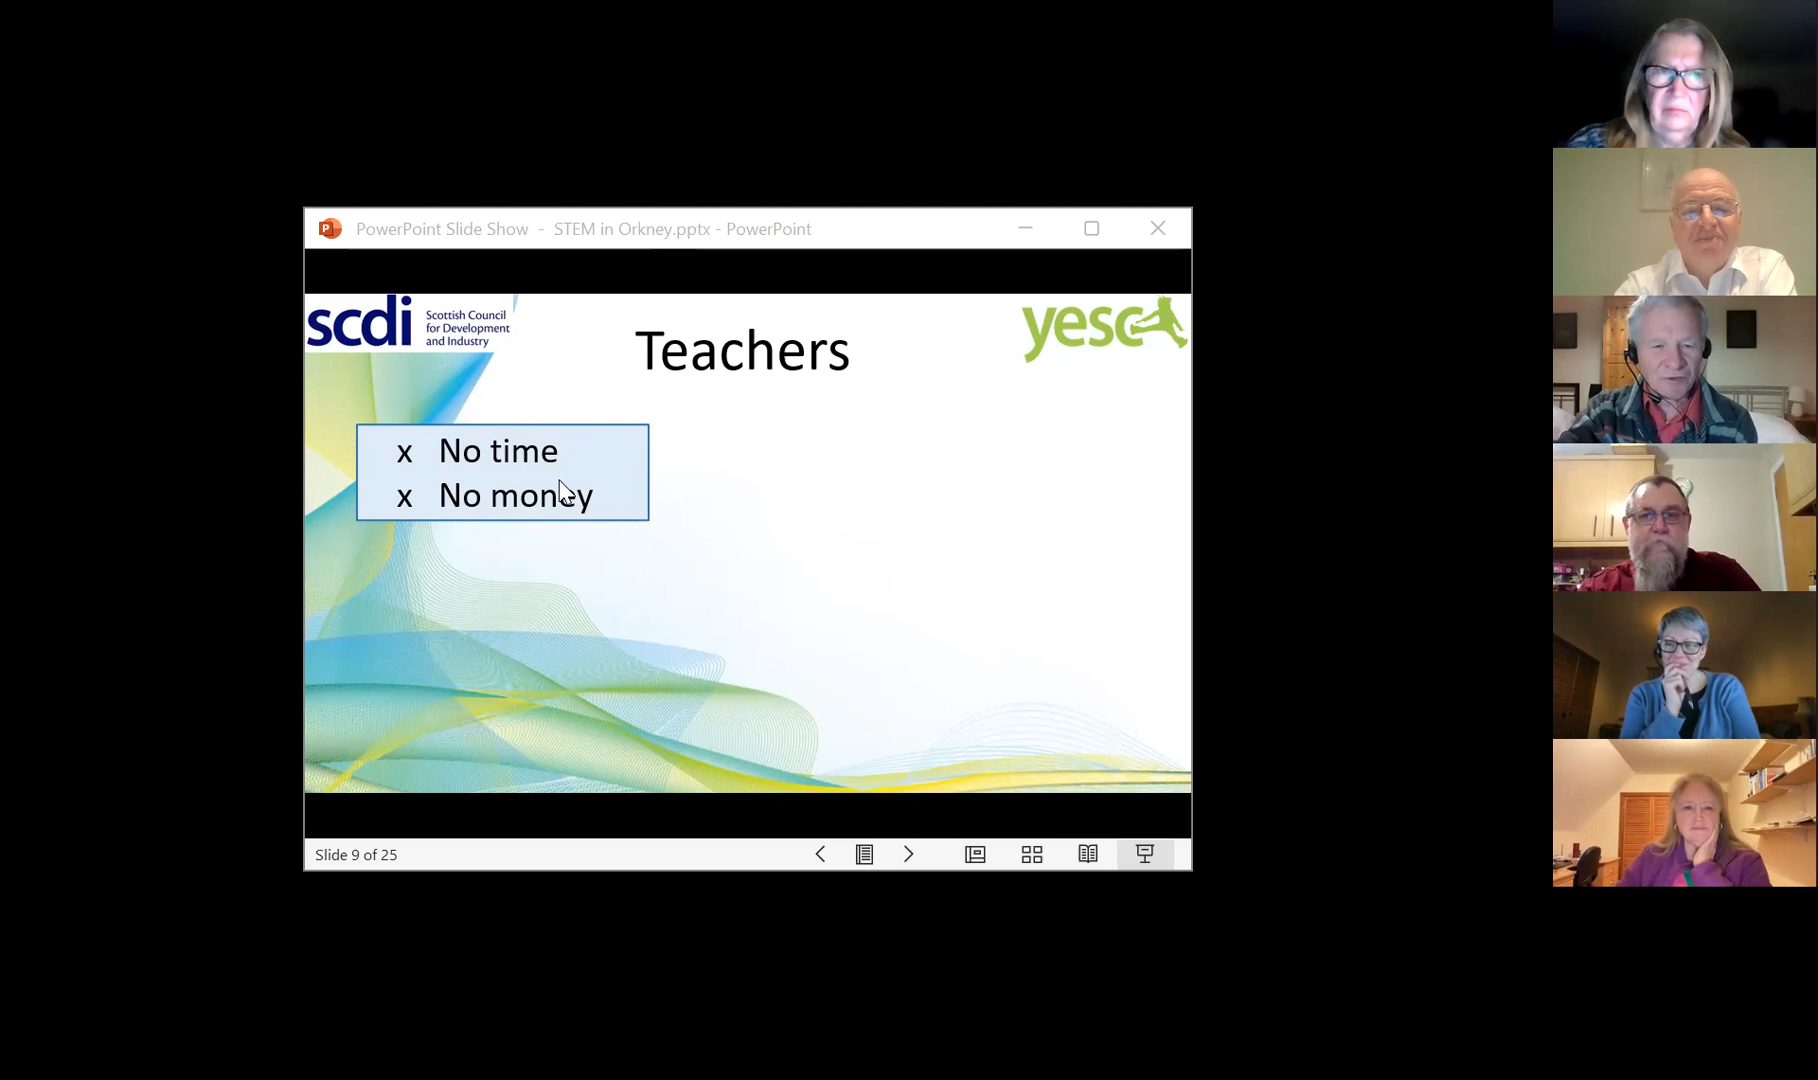 PowerPoint Slide Show - STEM in Orkney.pptx - PowerPoint
scdi
Scottish Council
for Development
and Industry
yesc
Teachers
x No time
x No money
Slide 9 of 25